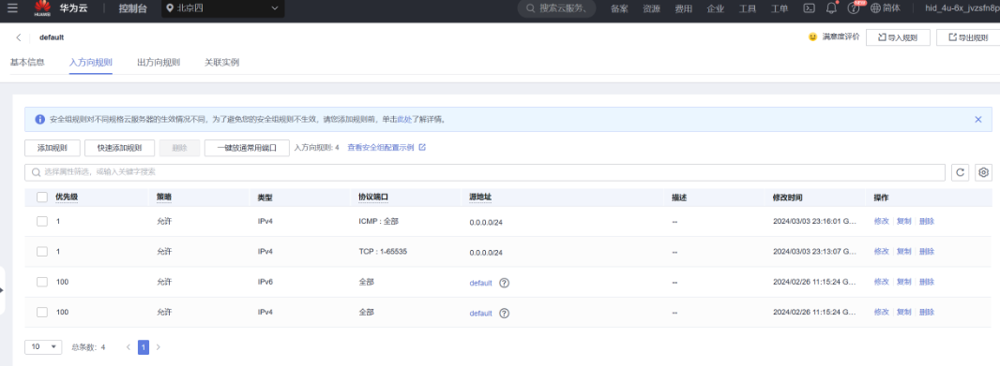 HUAWEI 华为云 控制台 北京四 搜索云服务、 备案 资源 费用 企业 工具 工单 NEW 简体 hid_4u-6x_jvzsfn8p
default 满意度评价 导入规则 导出规则
基本信息 入方向规则 出方向规则 关联实例
安全组规则对不同规格云服务器的生效情况不同，为了避免您的安全组规则不生效，请您添加规则前，单击此处了解详情。
添加规则 快速添加规则 删除 一键放通常用端口 入方向规则: 4 查看安全组配置示例
选择属性筛选，或输入关键字搜索
优先级 策略 类型 协议端口 源地址 描述 修改时间 操作
1 允许 IPv4 ICMP : 全部 0.0.0.0/24 -- 2024/03/03 23:16:01 G... 修改 复制 删除
1 允许 IPv4 TCP : 1-65535 0.0.0.0/24 -- 2024/03/03 23:13:07 G... 修改 复制 删除
100 允许 IPv6 全部 default -- 2024/02/26 11:15:24 G... 修改 复制 删除
100 允许 IPv4 全部 default -- 2024/02/26 11:15:24 G... 修改 复制 删除
10 总条数: 4 1